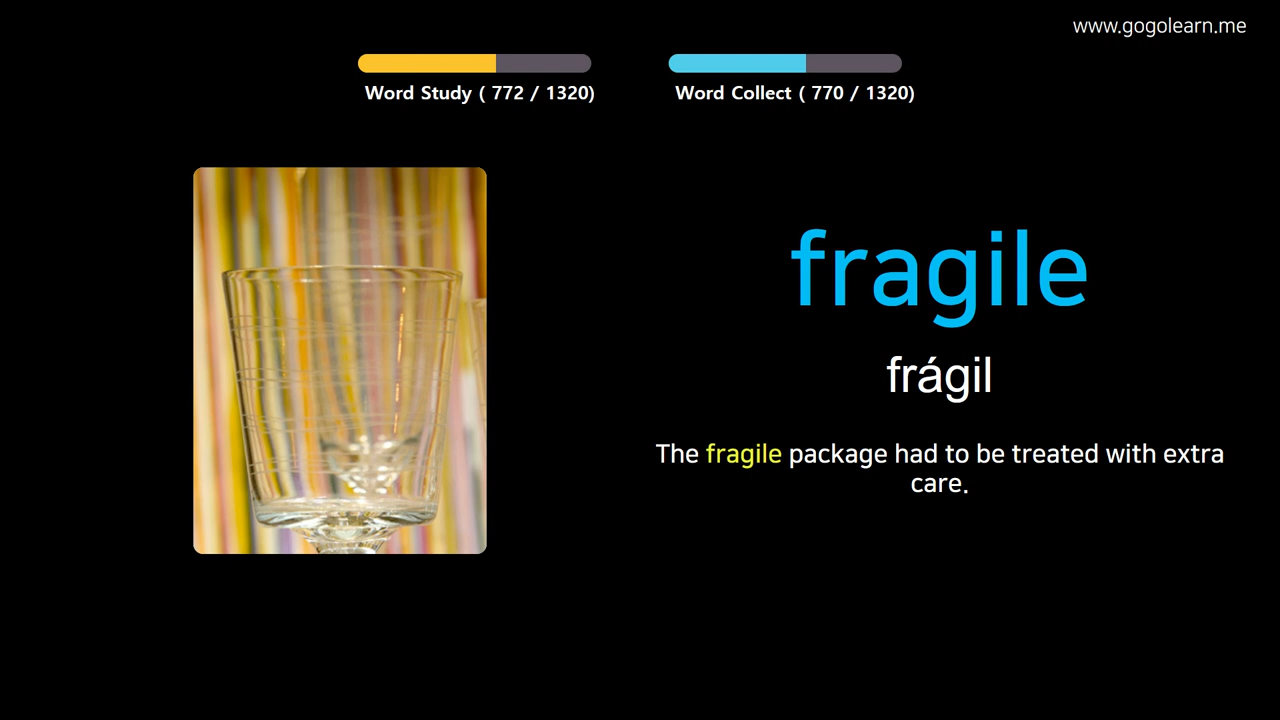 www.gogolearn.me
Word Study ( 772 / 1320)
Word Collect ( 770 / 1320)
fragile
frágil
The fragile package had to be treated with extra
care.